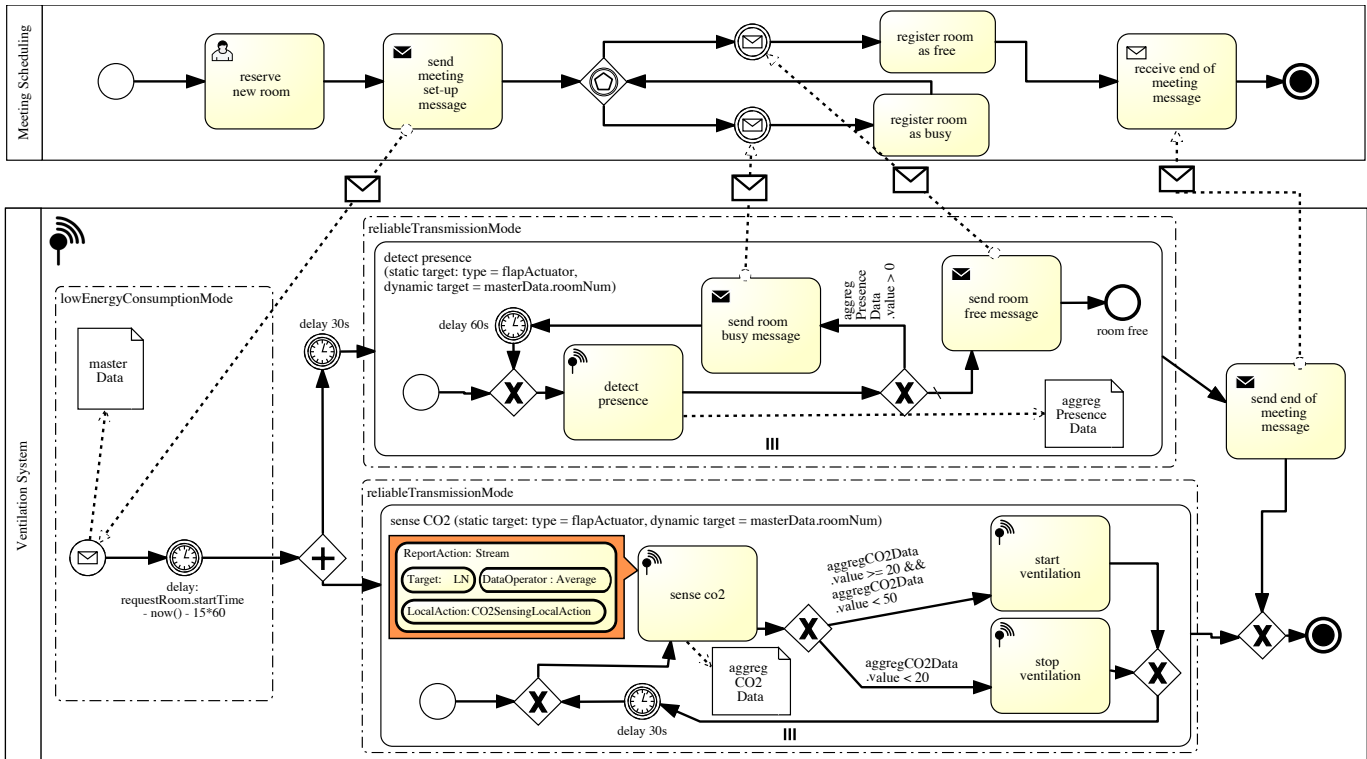 Meeting Scheduling
reserve
new room
send
meeting
set-up
message
register room
as free
register room
as busy
receive end of
meeting
message
Ventilation System
lowEnergyConsumptionMode
master
Data
delay:
requestRoom.startTime
- now() - 15*60
delay 30s
reliableTransmissionMode
detect presence
(static target: type = flapActuator,
dynamic target = masterData.roomNum)
delay 60s
detect
presence
send room
busy message
aggreg
Presence
Data
.value > 0
send room
free message
room free
aggreg
Presence
Data
send end of
meeting
message
reliableTransmissionMode
sense CO2 (static target: type = flapActuator, dynamic target = masterData.roomNum)
ReportAction: Stream
Target: LN
DataOperator : Average
LocalAction: CO2SensingLocalAction
sense co2
aggregCO2Data
.value >= 20 &&
aggregCO2Data
.value < 50
start
ventilation
aggregCO2Data
.value < 20
stop
ventilation
aggreg
CO2
Data
delay 30s